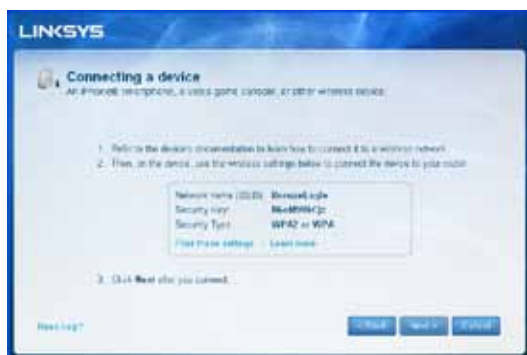 LINKSYS
Connecting a device
An iPhone® smartphone, a video game console, or other wireless device.
1. Refer to the device's documentation to learn how to connect it to a wireless network.
2. Then, on the device, use the wireless settings below to connect the device to your router.
Network name (SSID):
Security Key:
Security Type: WPA2 or WPA
Print these settings Learn more
3. Click Next after you connect.
Need help?
< Back Next > Cancel